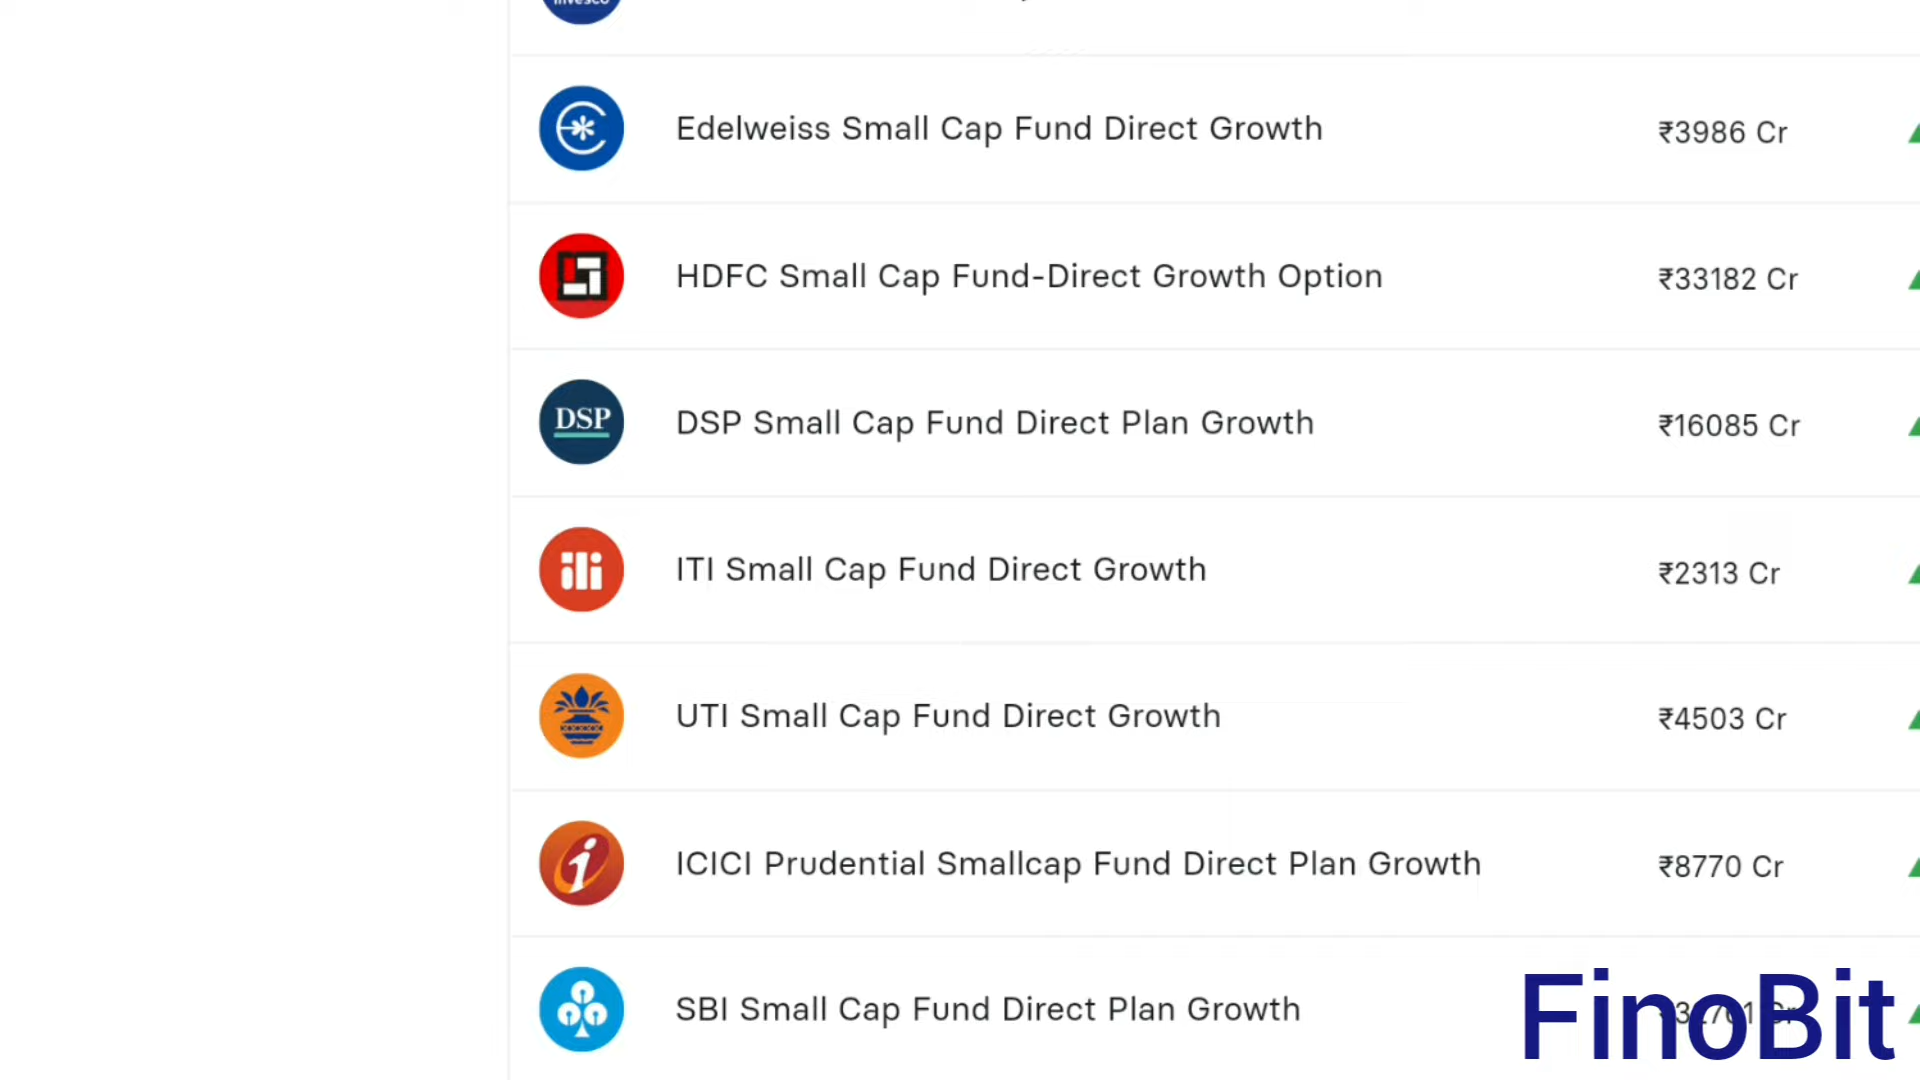 invesco
Edelweiss Small Cap Fund Direct Growth ₹3986 Cr
HDFC Small Cap Fund-Direct Growth Option ₹33182 Cr
DSP
DSP Small Cap Fund Direct Plan Growth ₹16085 Cr
ITI Small Cap Fund Direct Growth ₹2313 Cr
UTI Small Cap Fund Direct Growth ₹4503 Cr
ICICI Prudential Smallcap Fund Direct Plan Growth ₹8770 Cr
SBI Small Cap Fund Direct Plan Growth
FinoBit